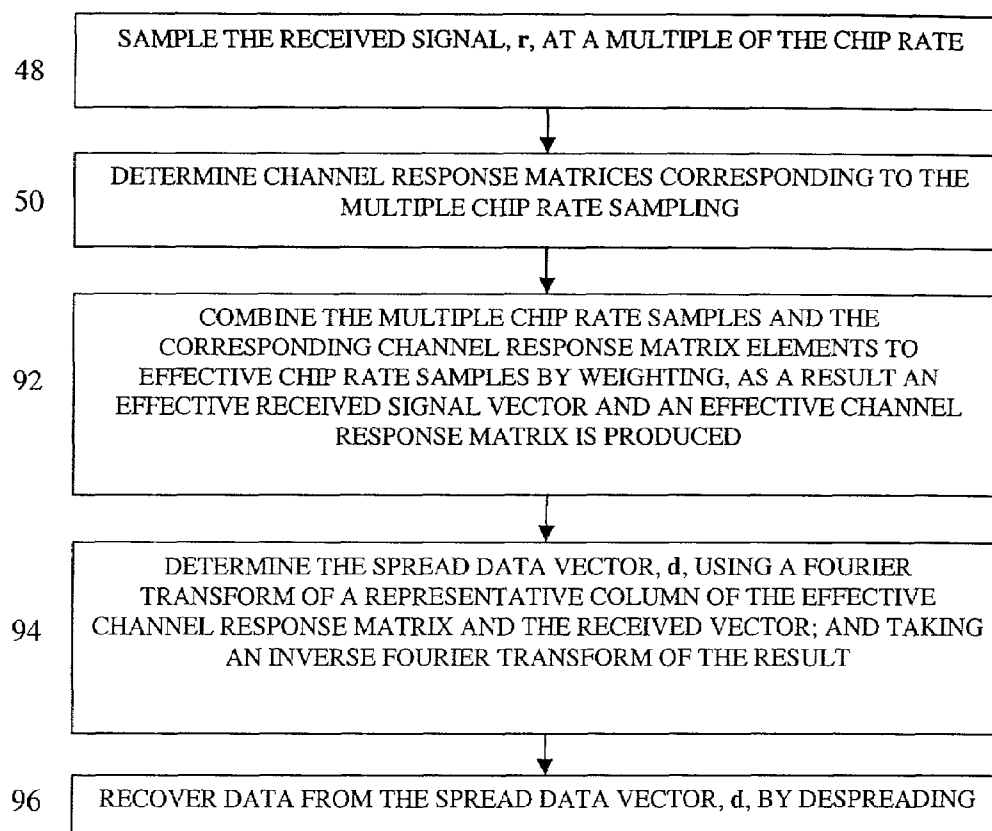 48
SAMPLE THE RECEIVED SIGNAL, r, AT A MULTIPLE OF THE CHIP RATE
50
DETERMINE CHANNEL RESPONSE MATRICES CORRESPONDING TO THE
MULTIPLE CHIP RATE SAMPLING
92
COMBINE THE MULTIPLE CHIP RATE SAMPLES AND THE
CORRESPONDING CHANNEL RESPONSE MATRIX ELEMENTS TO
EFFECTIVE CHIP RATE SAMPLES BY WEIGHTING, AS A RESULT AN
EFFECTIVE RECEIVED SIGNAL VECTOR AND AN EFFECTIVE CHANNEL
RESPONSE MATRIX IS PRODUCED
94
DETERMINE THE SPREAD DATA VECTOR, d, USING A FOURIER
TRANSFORM OF A REPRESENTATIVE COLUMN OF THE EFFECTIVE
CHANNEL RESPONSE MATRIX AND THE RECEIVED VECTOR; AND TAKING
AN INVERSE FOURIER TRANSFORM OF THE RESULT
96
RECOVER DATA FROM THE SPREAD DATA VECTOR, d, BY DESPREADING